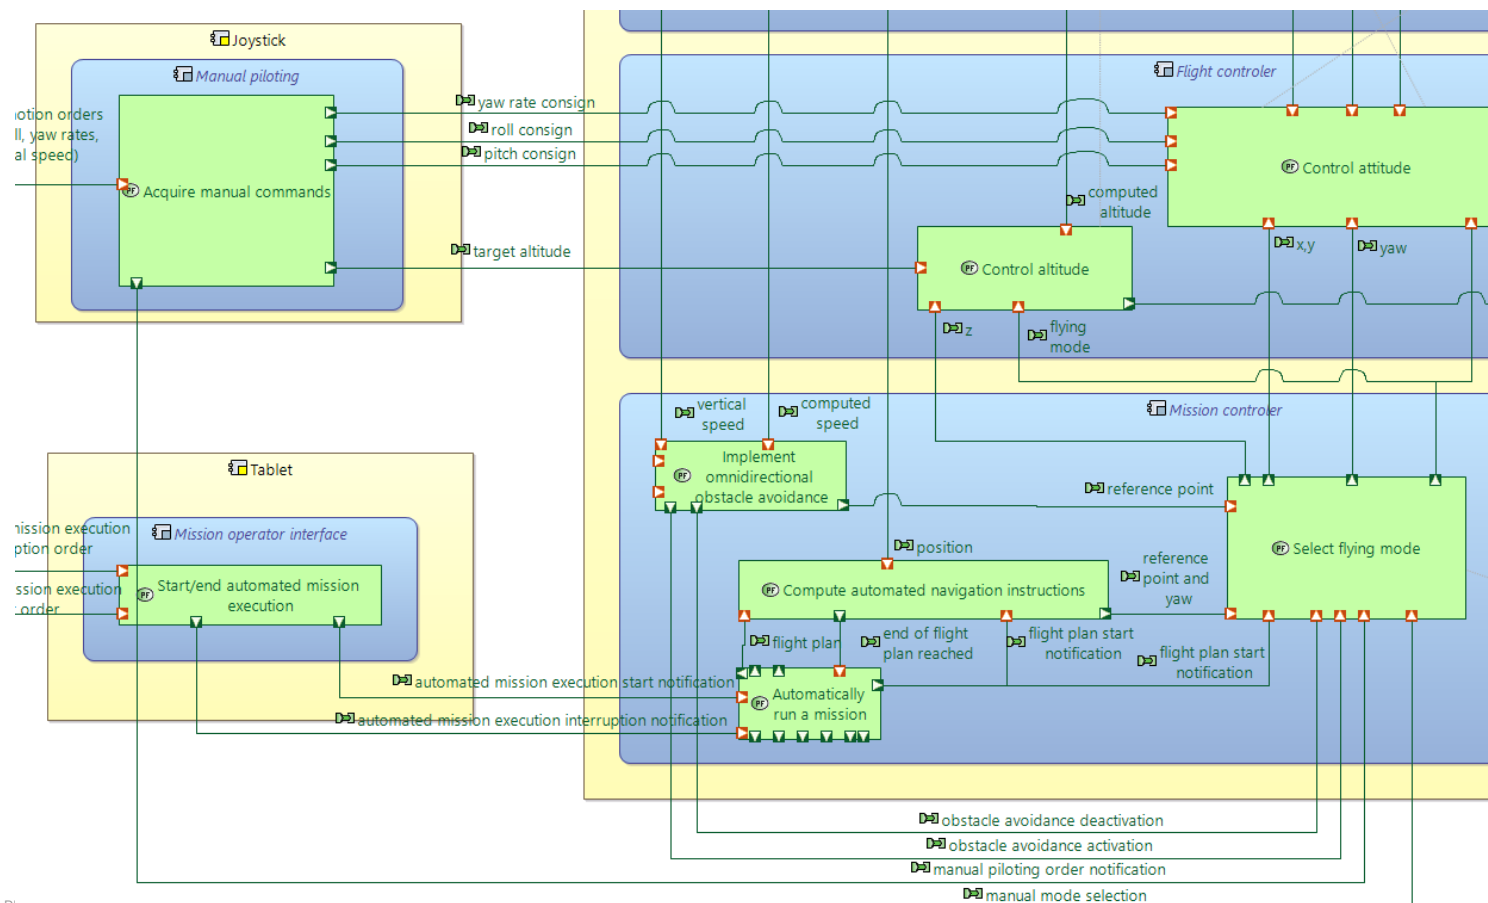 Joystick
Manual piloting
otion orders
ll, yaw rates,
al speed)
Acquire manual commands
yaw rate consign
roll consign
pitch consign
target altitude
Flight controler
Control attitude
computed
altitude
Control altitude
x,y
yaw
z
flying
mode
Mission controler
vertical
speed
computed
speed
Implement
omnidirectional
obstacle avoidance
reference point
Select flying mode
position
Compute automated navigation instructions
reference
point and
yaw
flight plan
end of flight
plan reached
flight plan start
notification
flight plan start
notification
Automatically
run a mission
Tablet
Mission operator interface
ission execution
ption order
ssion execution
order
Start/end automated mission
execution
automated mission execution start notification
automated mission execution interruption notification
obstacle avoidance deactivation
obstacle avoidance activation
manual piloting order notification
manual mode selection